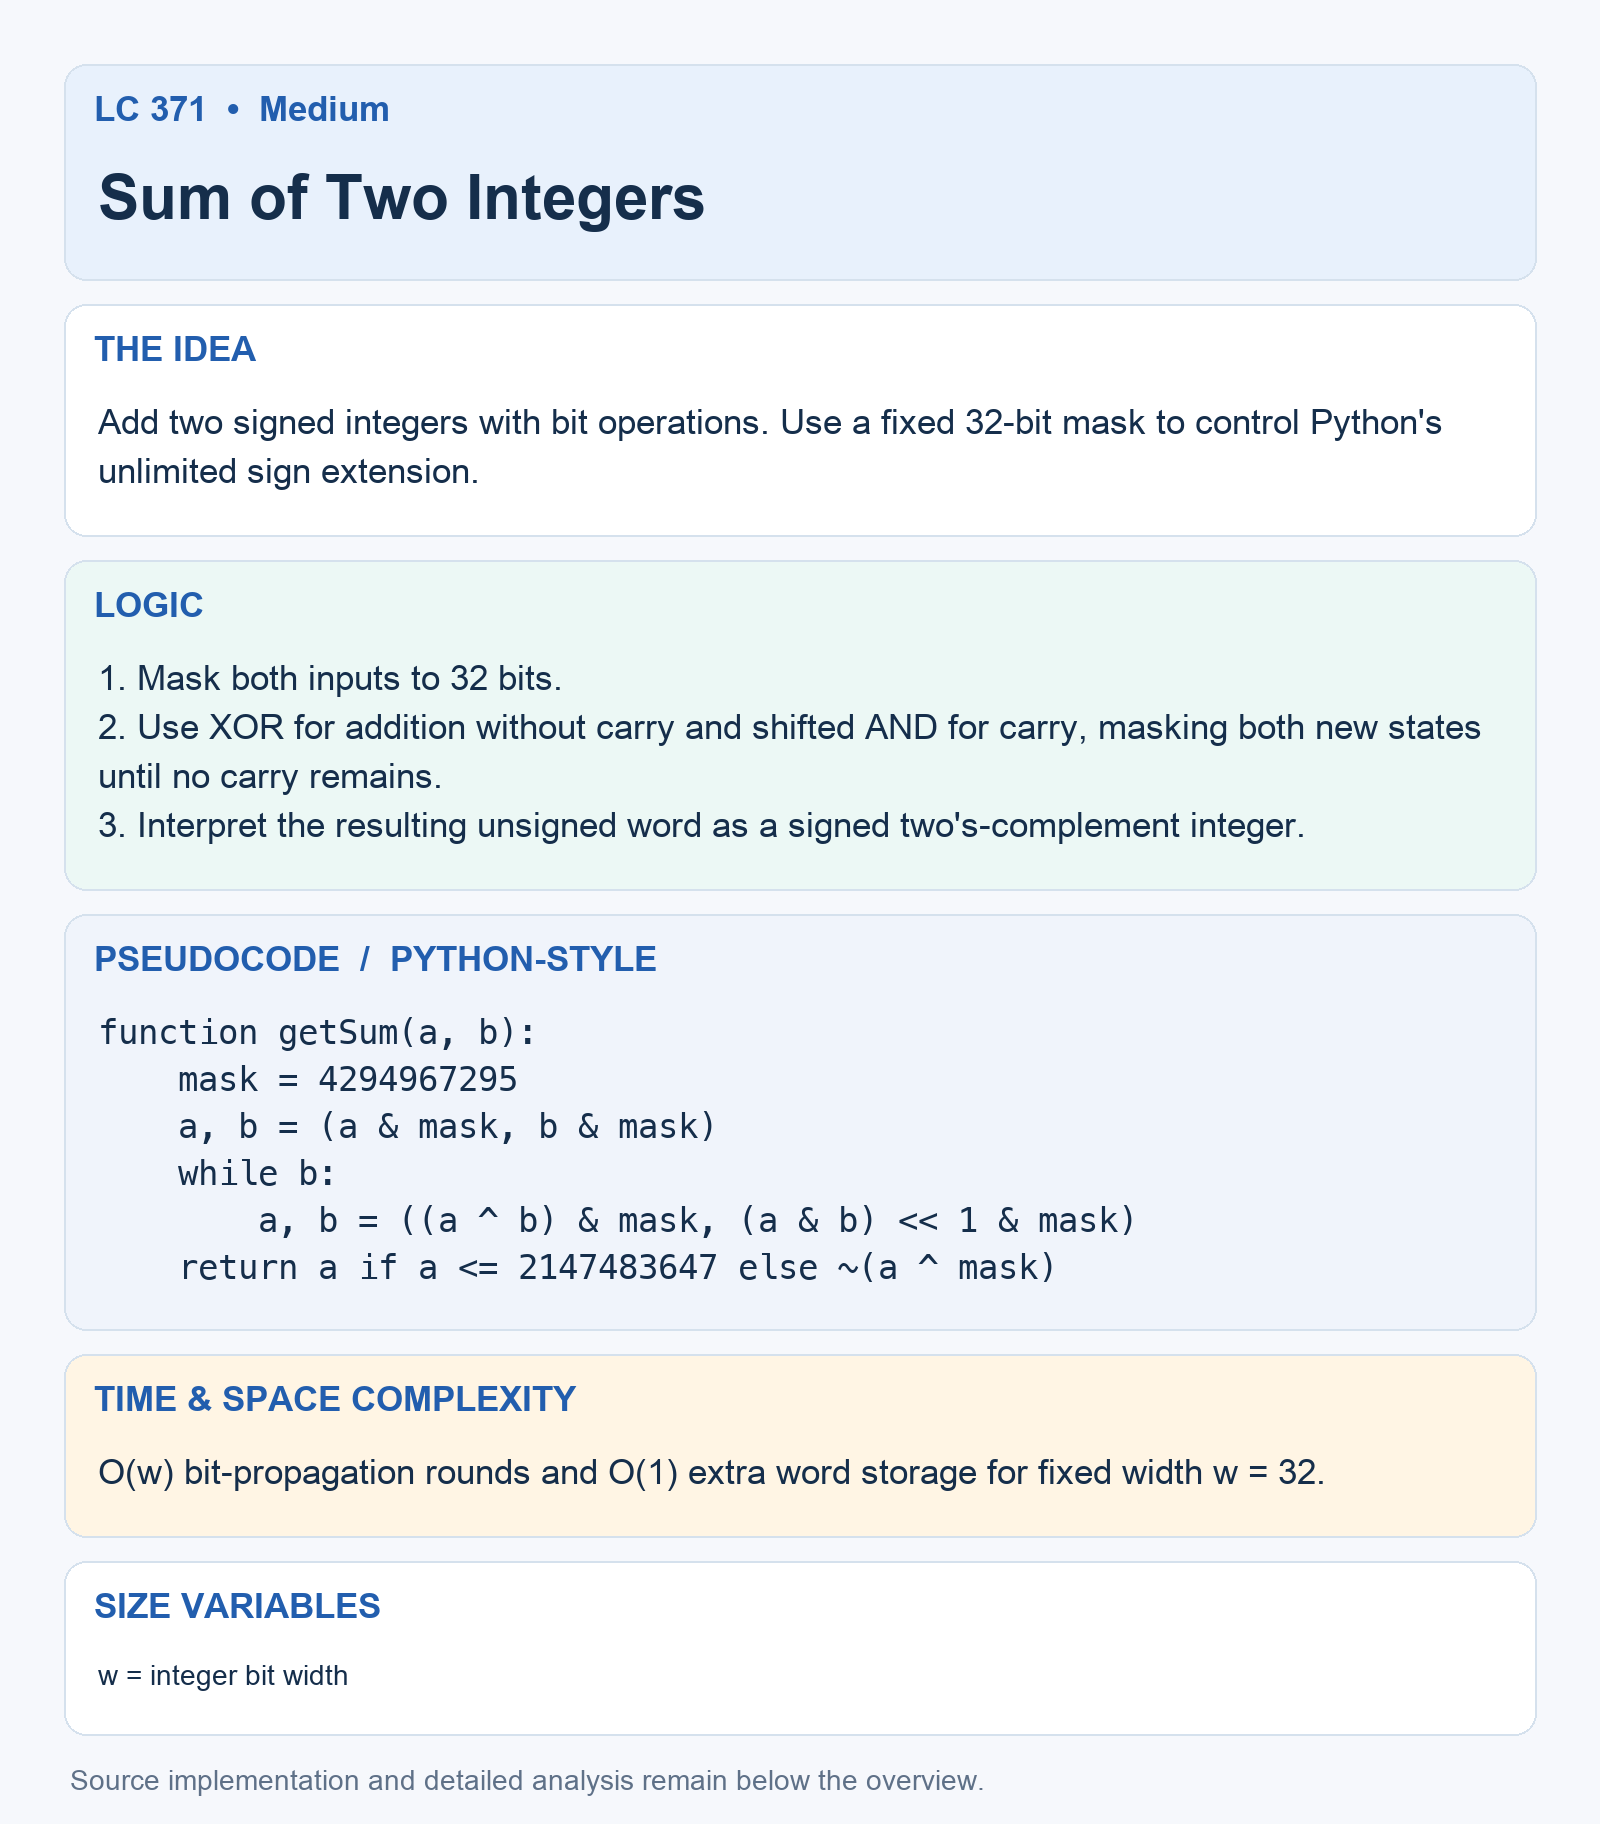 LC 371 • Medium
Sum of Two Integers
THE IDEA
Add two signed integers with bit operations. Use a fixed 32-bit mask to control Python's
unlimited sign extension.
LOGIC
1. Mask both inputs to 32 bits.
2. Use XOR for addition without carry and shifted AND for carry, masking both new states
until no carry remains.
3. Interpret the resulting unsigned word as a signed two's-complement integer.
PSEUDOCODE / PYTHON-STYLE
function getSum(a, b):
    mask = 4294967295
    a, b = (a & mask, b & mask)
    while b:
        a, b = ((a ^ b) & mask, (a & b) << 1 & mask)
    return a if a <= 2147483647 else ~(a ^ mask)
TIME & SPACE COMPLEXITY
O(w) bit-propagation rounds and O(1) extra word storage for fixed width w = 32.
SIZE VARIABLES
w = integer bit width
Source implementation and detailed analysis remain below the overview.